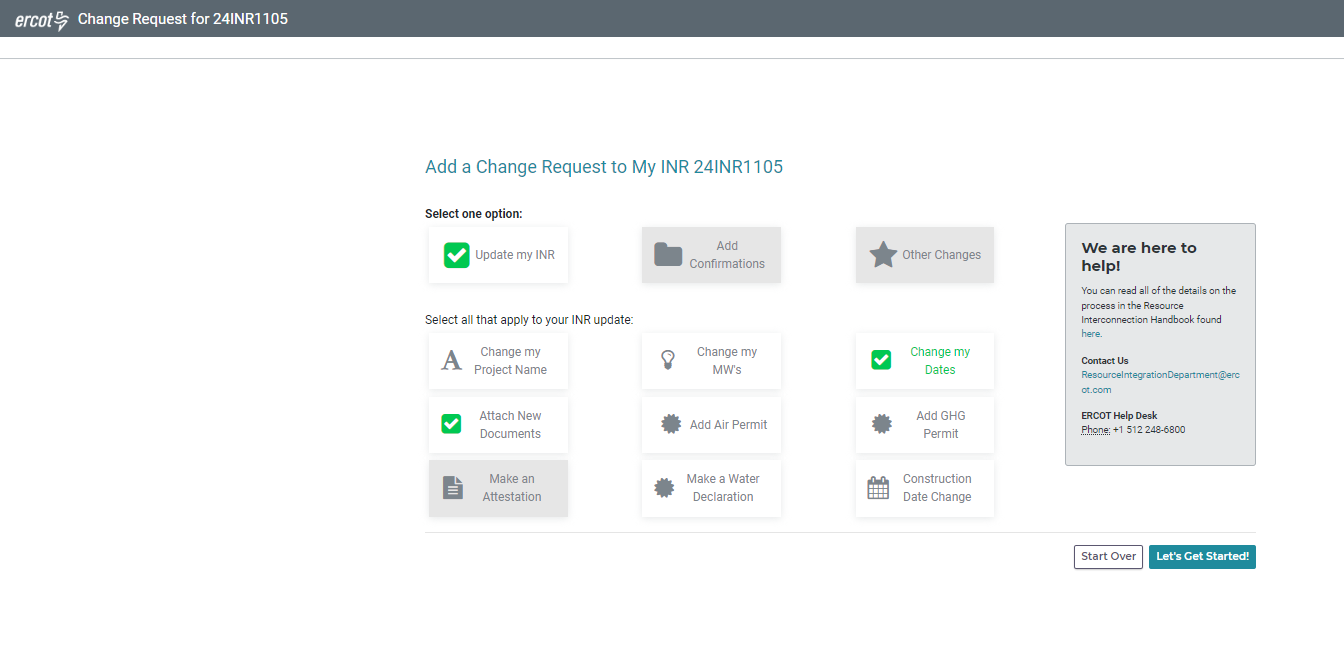 ercot Change Request for 24INR1105
Add a Change Request to My INR 24INR1105
Select one option:
Update my INR
Add
Confirmations
Other Changes
Select all that apply to your INR update:
Change my
Project Name
Change my
MW's
Change my
Dates
Attach New
Documents
Add Air Permit
Add GHG
Permit
Make an
Attestation
Make a Water
Declaration
Construction
Date Change
We are here to
help!
You can read all of the details on the
process in the Resource
Interconnection Handbook found
here.
Contact Us
ResourceIntegrationDepartment@erc
ot.com
ERCOT Help Desk
Phone: +1 512 248-6800
Start Over
Let's Get Started!